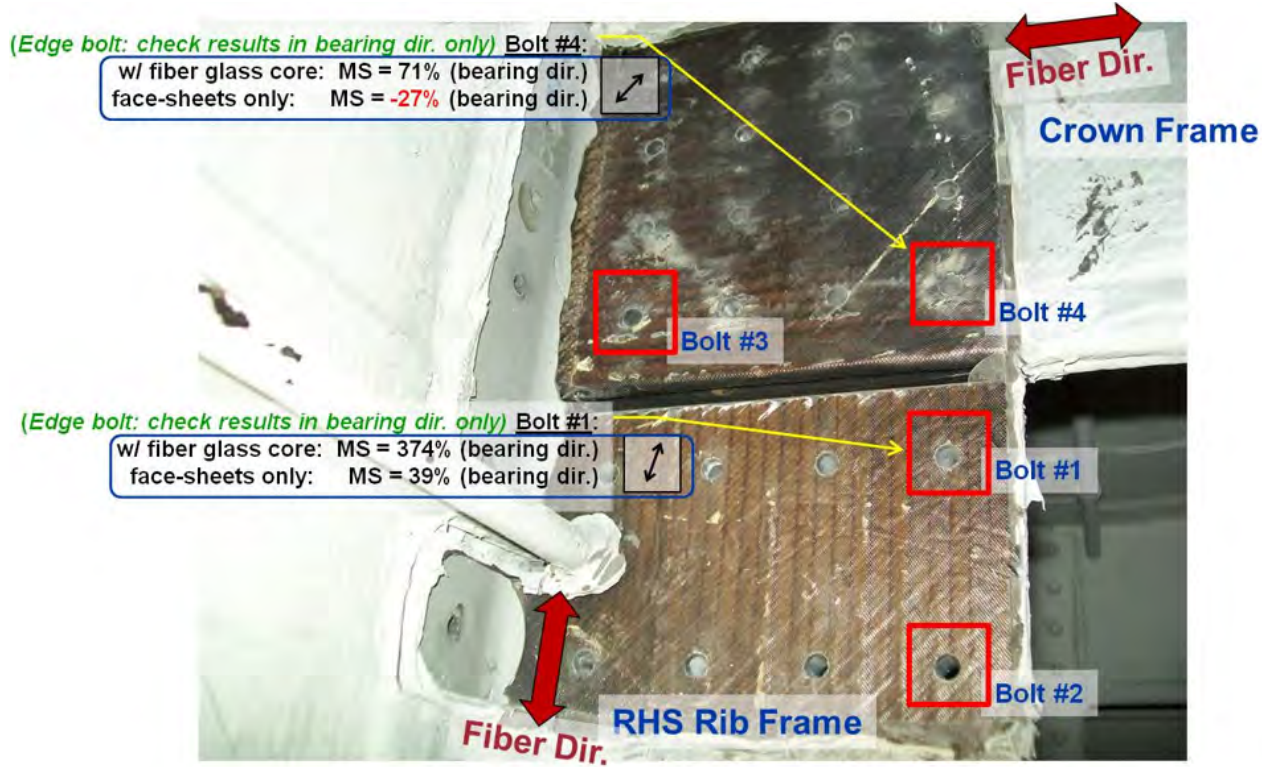 (Edge bolt: check results in bearing dir. only) Bolt #4:
w/ fiber glass core: MS = 71% (bearing dir.)
face-sheets only: MS = -27% (bearing dir.)
Fiber Dir.
Crown Frame
Bolt #4
Bolt #3
(Edge bolt: check results in bearing dir. only) Bolt #1:
w/ fiber glass core: MS = 374% (bearing dir.)
face-sheets only: MS = 39% (bearing dir.)
Bolt #1
Bolt #2
RHS Rib Frame
Fiber Dir.